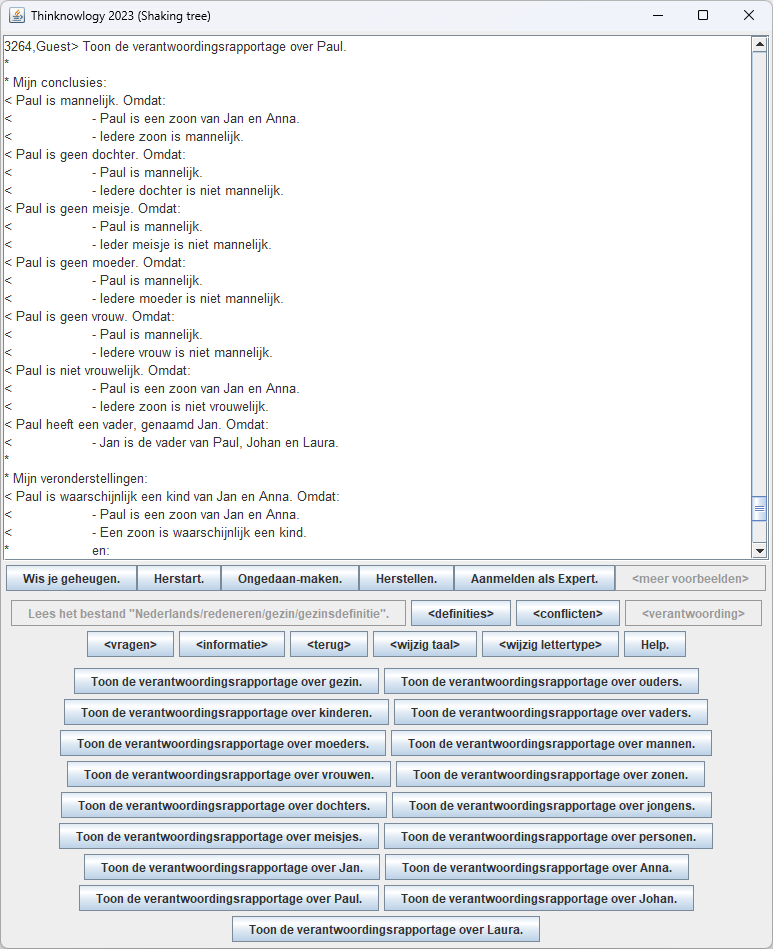 Thinknowlogy 2023 (Shaking tree)
3264,Guest> Toon de verantwoordingsrapportage over Paul.
*
* Mijn conclusies:
< Paul is mannelijk. Omdat:
< - Paul is een zoon van Jan en Anna.
< - Iedere zoon is mannelijk.
< Paul is geen dochter. Omdat:
< - Paul is mannelijk.
< - Iedere dochter is niet mannelijk.
< Paul is geen meisje. Omdat:
< - Paul is mannelijk.
< - Ieder meisje is niet mannelijk.
< Paul is geen moeder. Omdat:
< - Paul is mannelijk.
< - Iedere moeder is niet mannelijk.
< Paul is geen vrouw. Omdat:
< - Paul is mannelijk.
< - Iedere vrouw is niet mannelijk.
< Paul is niet vrouwelijk. Omdat:
< - Paul is een zoon van Jan en Anna.
< - Iedere zoon is niet vrouwelijk.
< Paul heeft een vader, genaamd Jan. Omdat:
< - Jan is de vader van Paul, Johan en Laura.
*
* Mijn veronderstellingen:
< Paul is waarschijnlijk een kind van Jan en Anna. Omdat:
< - Paul is een zoon van Jan en Anna.
< - Een zoon is waarschijnlijk een kind.
* en:
Wis je geheugen. Herstart. Ongedaan-maken. Herstellen. Aanmelden als Expert. <meer voorbeelden>
Lees het bestand "Nederlands/redeneren/gezin/gezinsdefinitie". <definities> <conflicten> <verantwoording>
<vragen> <informatie> <terug> <wijzig taal> <wijzig lettertype> Help.
Toon de verantwoordingsrapportage over gezin. Toon de verantwoordingsrapportage over ouders.
Toon de verantwoordingsrapportage over kinderen. Toon de verantwoordingsrapportage over vaders.
Toon de verantwoordingsrapportage over moeders. Toon de verantwoordingsrapportage over mannen.
Toon de verantwoordingsrapportage over vrouwen. Toon de verantwoordingsrapportage over zonen.
Toon de verantwoordingsrapportage over dochters. Toon de verantwoordingsrapportage over jongens.
Toon de verantwoordingsrapportage over meisjes. Toon de verantwoordingsrapportage over personen.
Toon de verantwoordingsrapportage over Jan. Toon de verantwoordingsrapportage over Anna.
Toon de verantwoordingsrapportage over Paul. Toon de verantwoordingsrapportage over Johan.
Toon de verantwoordingsrapportage over Laura.